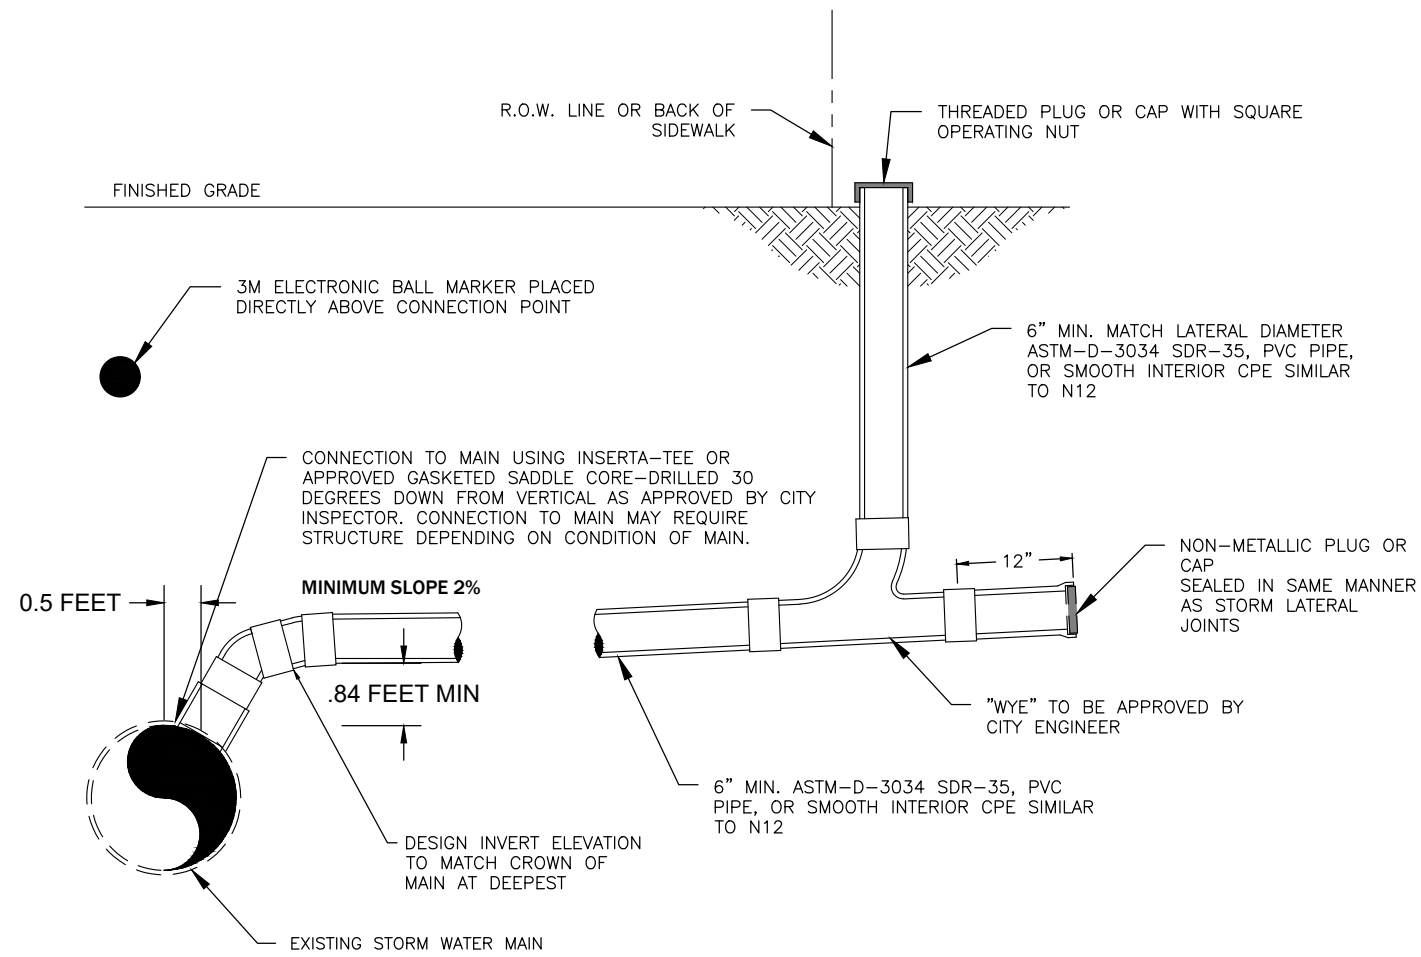 R.O.W. LINE OR BACK OF
SIDEWALK
THREADED PLUG OR CAP WITH SQUARE
OPERATING NUT
FINISHED GRADE
3M ELECTRONIC BALL MARKER PLACED
DIRECTLY ABOVE CONNECTION POINT
6” MIN. MATCH LATERAL DIAMETER
ASTM-D-3034 SDR-35, PVC PIPE,
OR SMOOTH INTERIOR CPE SIMILAR
TO N12
CONNECTION TO MAIN USING INSERTA-TEE OR
APPROVED GASKETED SADDLE CORE-DRILLED 30
DEGREES DOWN FROM VERTICAL AS APPROVED BY CITY
INSPECTOR. CONNECTION TO MAIN MAY REQUIRE
STRUCTURE DEPENDING ON CONDITION OF MAIN.
12”
NON-METALLIC PLUG OR
CAP
SEALED IN SAME MANNER
AS STORM LATERAL
JOINTS
MINIMUM SLOPE 2%
0.5 FEET
.84 FEET MIN
”WYE” TO BE APPROVED BY
CITY ENGINEER
6” MIN. ASTM-D-3034 SDR-35, PVC
PIPE, OR SMOOTH INTERIOR CPE SIMILAR
TO N12
DESIGN INVERT ELEVATION
TO MATCH CROWN OF
MAIN AT DEEPEST
EXISTING STORM WATER MAIN